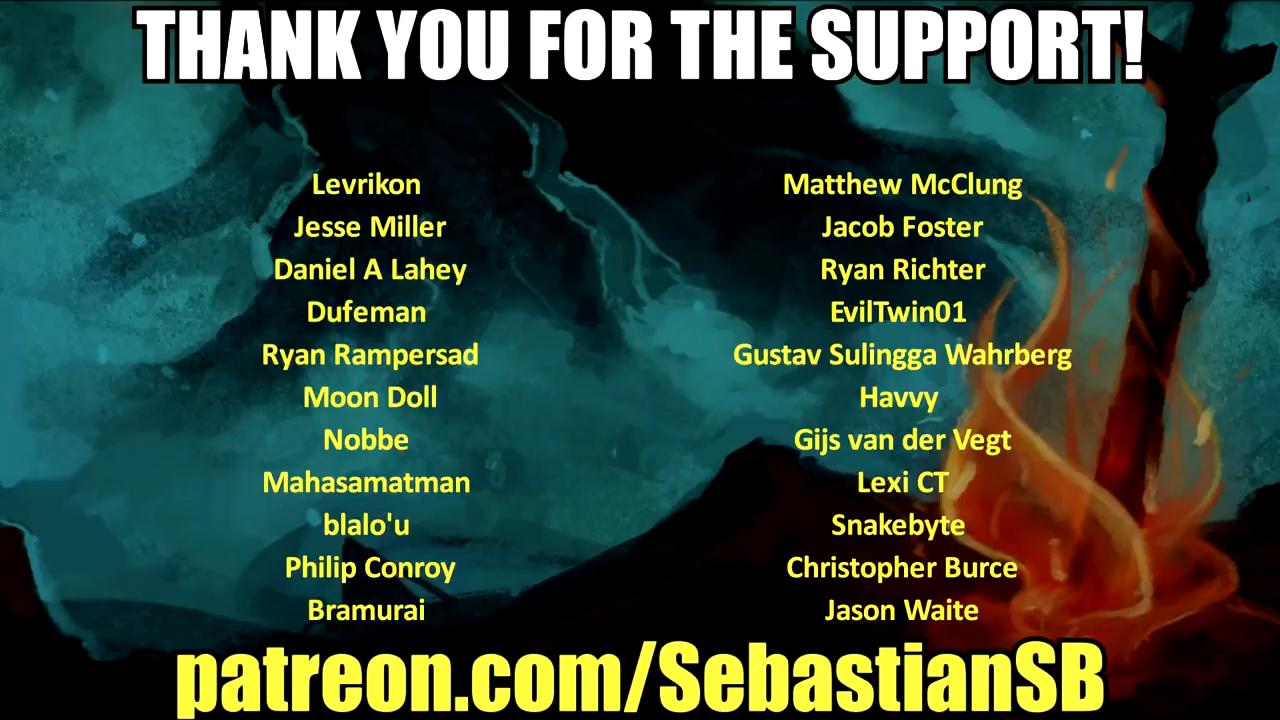 THANK YOU FOR THE SUPPORT!
Levrikon
Jesse Miller
Daniel A Lahey
Dufeman
Ryan Rampersad
Moon Doll
Nobbe
Mahasamatman
blalo'u
Philip Conroy
Bramurai
Matthew McClung
Jacob Foster
Ryan Richter
EvilTwin01
Gustav Sulingga Wahrberg
Havvy
Gijs van der Vegt
Lexi CT
Snakebyte
Christopher Burce
Jason Waite
patreon.com/SebastianSB